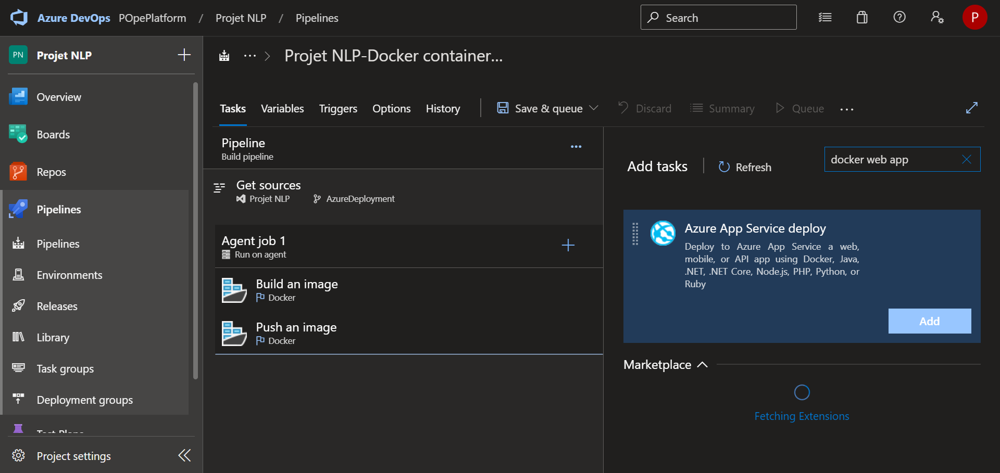 Azure DevOps POpePlatform / Projet NLP / Pipelines
Search
P
PN Projet NLP
Overview
Boards
Repos
Pipelines
Pipelines
Environments
Releases
Library
Task groups
Deployment groups
Test Plans
Project settings
Projet NLP-Docker container...
Tasks Variables Triggers Options History Save & queue Discard Summary Queue
Pipeline
Build pipeline
Get sources
Projet NLP AzureDeployment
Agent job 1
Run on agent
Build an image
Docker
Push an image
Docker
Add tasks Refresh
docker web app
Azure App Service deploy
Deploy to Azure App Service a web,
mobile, or API app using Docker, Java,
.NET, .NET Core, Node.js, PHP, Python, or
Ruby
Add
Marketplace
Fetching Extensions